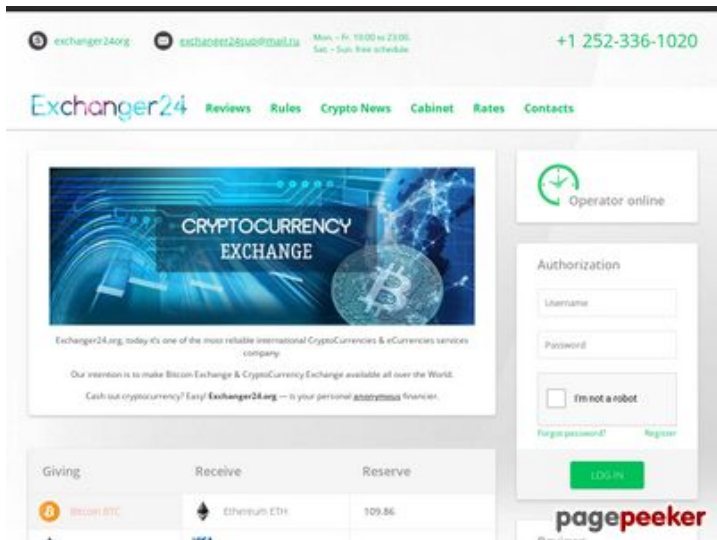 exchanger24org
exchanger24sup@mail.ru
Mon. - Fr. 10:00 to 23:00.
Sat. - Sun. free schedule.
+1 252-336-1020
Exchanger24
Reviews Rules Crypto News Cabinet Rates Contacts
CRYPTOCURRENCY
EXCHANGE
Operator online
Exchanger24.org, today it's one of the most reliable international CryptoCurrencies & eCurrencies services
company.
Our intention is to make Bitcoin Exchange & CryptoCurrency Exchange available all over the World.
Cash out cryptocurrency? Easy! Exchanger24.org — is your personal anonymous financier.
Authorization
Username
Password
I'm not a robot
Forgot password? Register
LOG IN
Giving Receive Reserve
Bitcoin BTC Ethereum ETH 109.86
pagepeeker